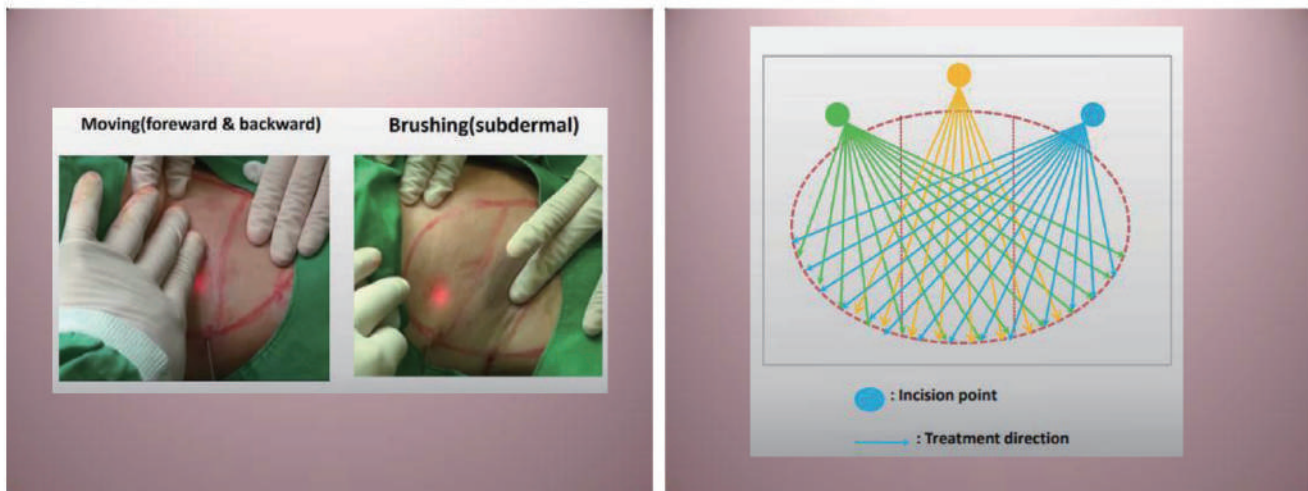 Moving(foreward & backward)
Brushing(subdermal)
: Incision point
: Treatment direction